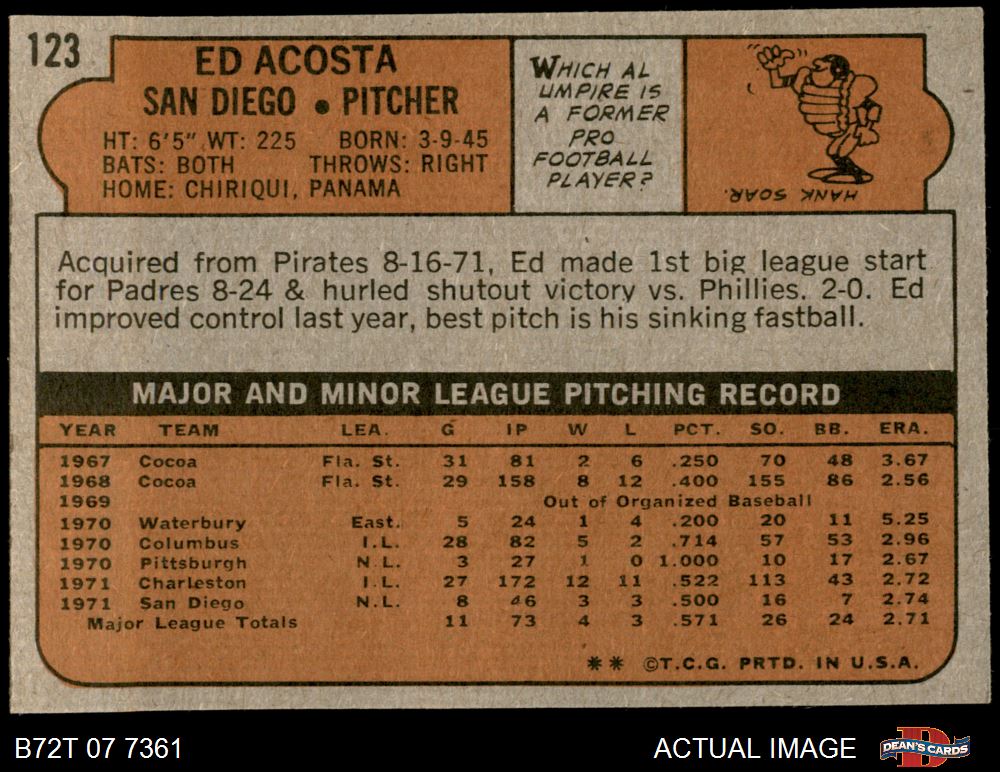 123
ED ACOSTA
SAN DIEGO • PITCHER
HT: 6'5" WT: 225 BORN: 3-9-45
BATS: BOTH THROWS: RIGHT
HOME: CHIRIQUI, PANAMA
WHICH AL
UMPIRE IS
A FORMER
PRO
FOOTBALL
PLAYER?
HANK SOAR.
Acquired from Pirates 8-16-71, Ed made 1st big league start
for Padres 8-24 & hurled shutout victory vs. Phillies. 2-0. Ed
improved control last year, best pitch is his sinking fastball.
MAJOR AND MINOR LEAGUE PITCHING RECORD
YEAR TEAM LEA. G IP W L PCT. SO. BB. ERA.
1967 Cocoa Fla. St. 31 81 2 6 .250 70 48 3.67
1968 Cocoa Fla. St. 29 158 8 12 .400 155 86 2.56
1969 Out of Organized Baseball
1970 Waterbury East. 5 24 1 4 .200 20 11 5.25
1970 Columbus I.L. 28 82 5 2 .714 57 53 2.96
1970 Pittsburgh N.L. 3 27 1 0 1.000 10 17 2.67
1971 Charleston I.L. 27 172 12 11 .522 113 43 2.72
1971 San Diego N.L. 8 46 3 3 .500 16 7 2.74
Major League Totals 11 73 4 3 .571 26 24 2.71
** ©T.C.G. PRTD. IN U.S.A.
B72T 07 7361
ACTUAL IMAGE
D
DEAN'S CARDS